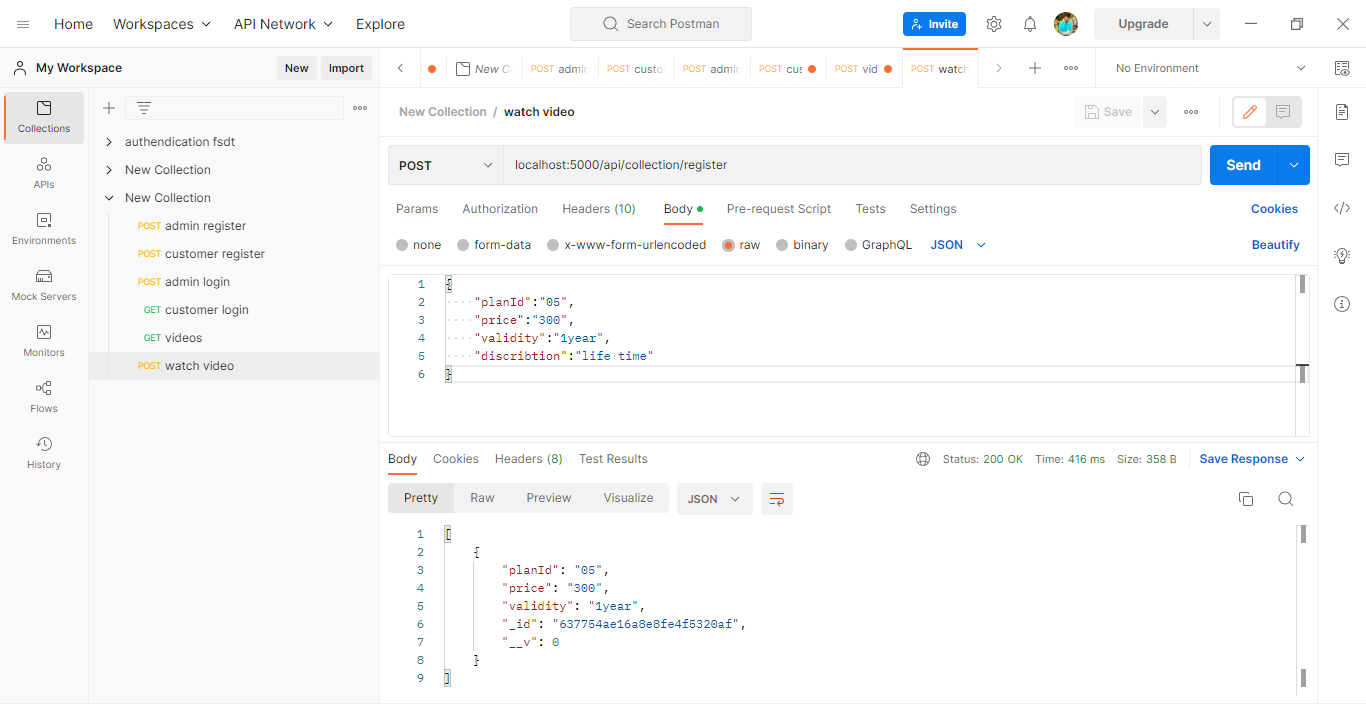 Home Workspaces API Network Explore Search Postman Invite Upgrade
My Workspace New Import New C POST admin POST custo POST admi POST cus POST vid POST watch No Environment
Collections
APIs
Environments
Mock Servers
Monitors
Flows
History
authendication fsdt
New Collection
New Collection
POST admin register
POST customer register
POST admin login
GET customer login
GET videos
POST watch video
New Collection / watch video Save
POST localhost:5000/api/collection/register Send
Params Authorization Headers (10) Body Pre-request Script Tests Settings Cookies
none form-data x-www-form-urlencoded raw binary GraphQL JSON Beautify
1 {
2 "planId":"05",
3 "price":"300",
4 "validity":"1year",
5 "discribtion":"life time"
6 }
Body Cookies Headers (8) Test Results Status: 200 OK Time: 416 ms Size: 358 B Save Response
Pretty Raw Preview Visualize JSON
1 [
2 {
3 "planId": "05",
4 "price": "300",
5 "validity": "1year",
6 "_id": "637754ae16a8e8fe4f5320af",
7 "__v": 0
8 }
9 ]